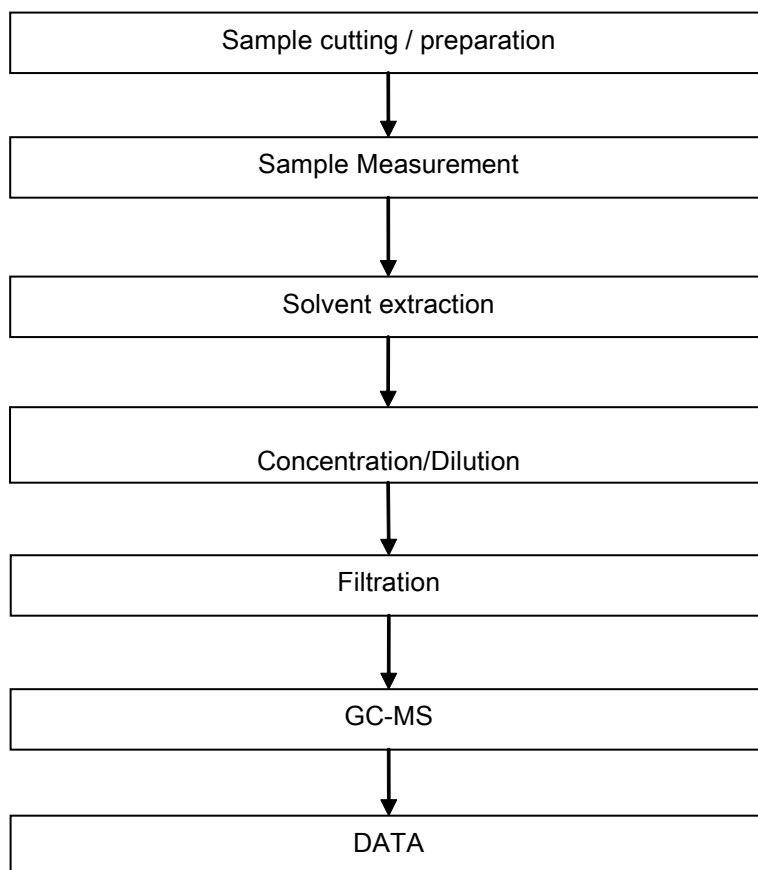 Sample cutting / preparation
Sample Measurement
Solvent extraction
Concentration/Dilution
Filtration
GC-MS
DATA